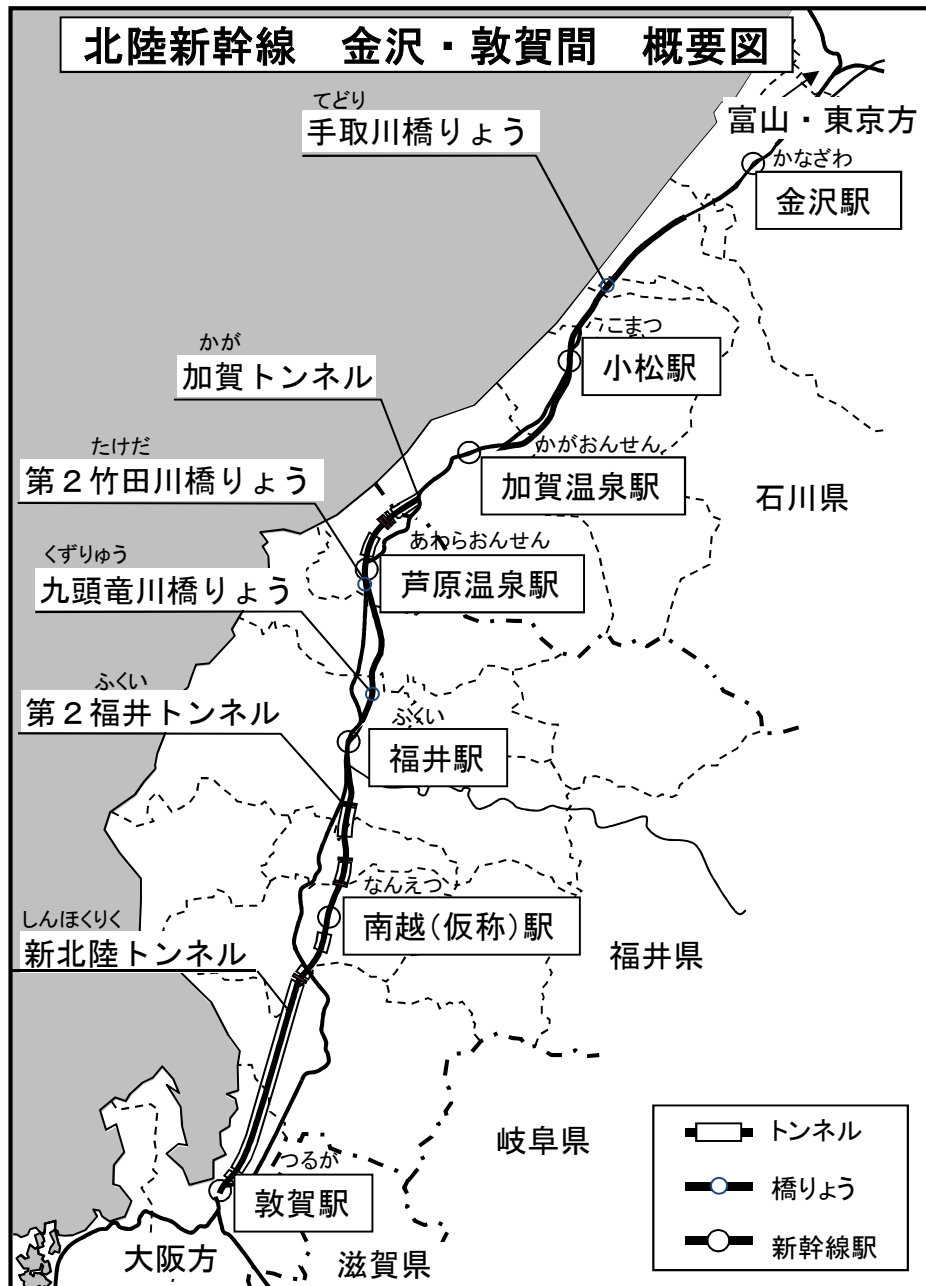 北陸新幹線　金沢・敦賀間　概要図
てどり
手取川橋りょう
富山・東京方
かなざわ
金沢駅
こまつ
小松駅
かが
加賀トンネル
かがおんせん
加賀温泉駅
たけだ
第２竹田川橋りょう
石川県
あわらおんせん
芦原温泉駅
くずりゅう
九頭竜川橋りょう
ふくい
第２福井トンネル
ふくい
福井駅
なんえつ
南越(仮称)駅
しんほくりく
新北陸トンネル
福井県
岐阜県
つるが
敦賀駅
大阪方
滋賀県
トンネル
橋りょう
新幹線駅